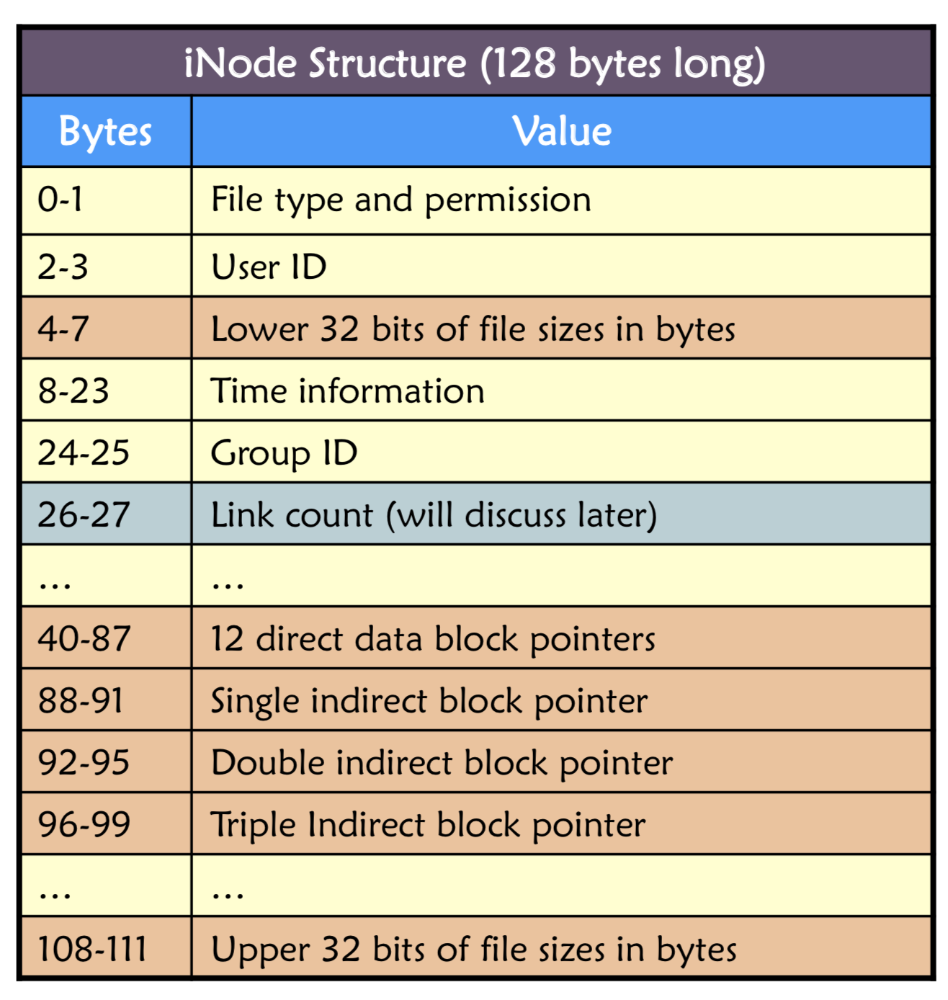 iNode Structure (128 bytes long)
Bytes Value
0-1 File type and permission
2-3 User ID
4-7 Lower 32 bits of file sizes in bytes
8-23 Time information
24-25 Group ID
26-27 Link count (will discuss later)
... ...
40-87 12 direct data block pointers
88-91 Single indirect block pointer
92-95 Double indirect block pointer
96-99 Triple Indirect block pointer
... ...
108-111 Upper 32 bits of file sizes in bytes